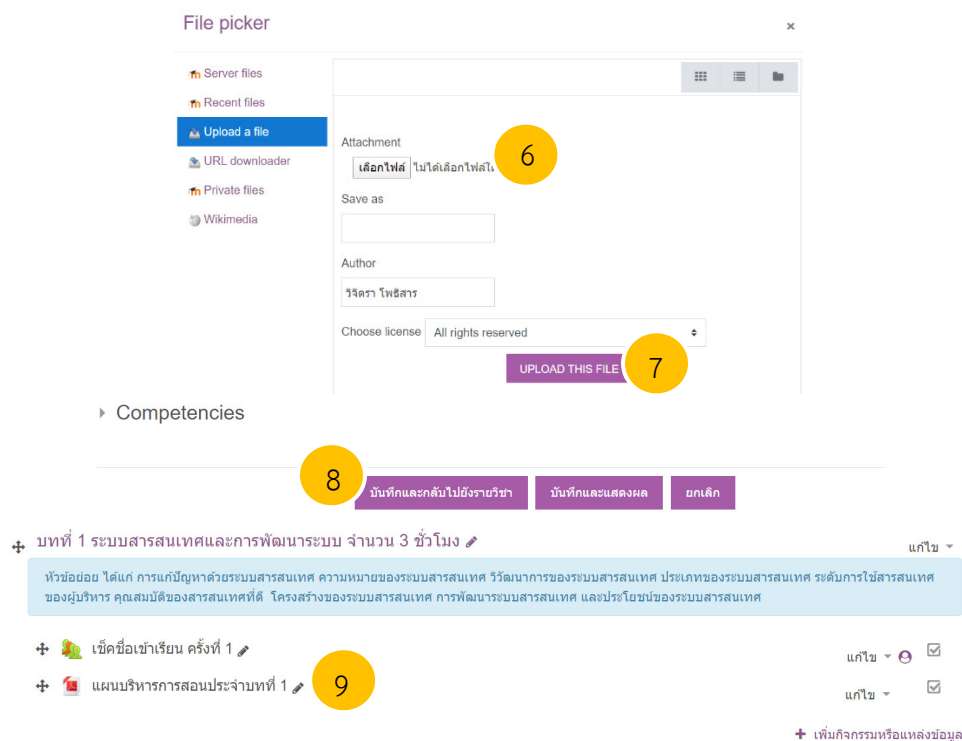 File picker
×
Server files
Recent files
Upload a file
URL downloader
Private files
Wikimedia
Attachment
6
เลือกไฟล์ ไม่ได้เลือกไฟล์
Save as
Author
วิจิตรา โพธิสาร
Choose license All rights reserved
UPLOAD THIS FILE
7
Competencies
8
บันทึกและกลับไปยังรายวิชา บันทึกและแสดงผล ยกเลิก
บทที่ 1 ระบบสารสนเทศและการพัฒนาระบบ จำนวน 3 ชั่วโมง
แก้ไข
หัวข้อย่อย ได้แก่ การแก้ปัญหาด้วยระบบสารสนเทศ ความหมายของระบบสารสนเทศ วิวัฒนาการของระบบสารสนเทศ ประเภทของระบบสารสนเทศ ระดับการใช้สารสนเทศ
ของผู้บริหาร คุณสมบัติของสารสนเทศที่ดี โครงสร้างของระบบสารสนเทศ การพัฒนาระบบสารสนเทศ และประโยชน์ของระบบสารสนเทศ
เช็คชื่อเข้าเรียน ครั้งที่ 1
แก้ไข
แผนบริหารการสอนประจำบทที่ 1
9
แก้ไข
เพิ่มกิจกรรมหรือแหล่งข้อมูล